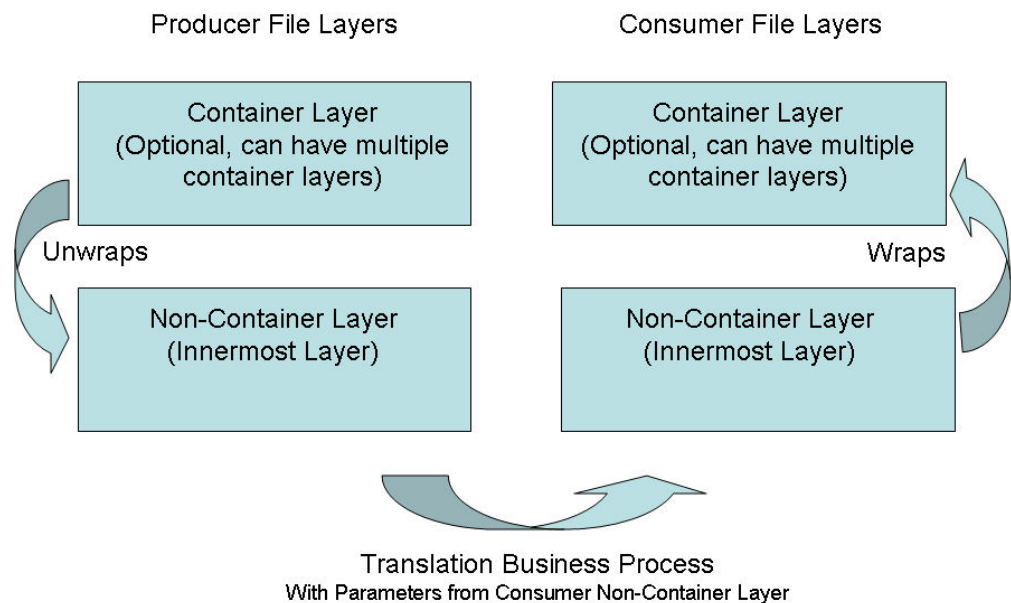 Producer File Layers
Consumer File Layers
Container Layer
(Optional, can have multiple
container layers)
Container Layer
(Optional, can have multiple
container layers)
Unwraps
Wraps
Non-Container Layer
(Innermost Layer)
Non-Container Layer
(Innermost Layer)
Translation Business Process
With Parameters from Consumer Non-Container Layer